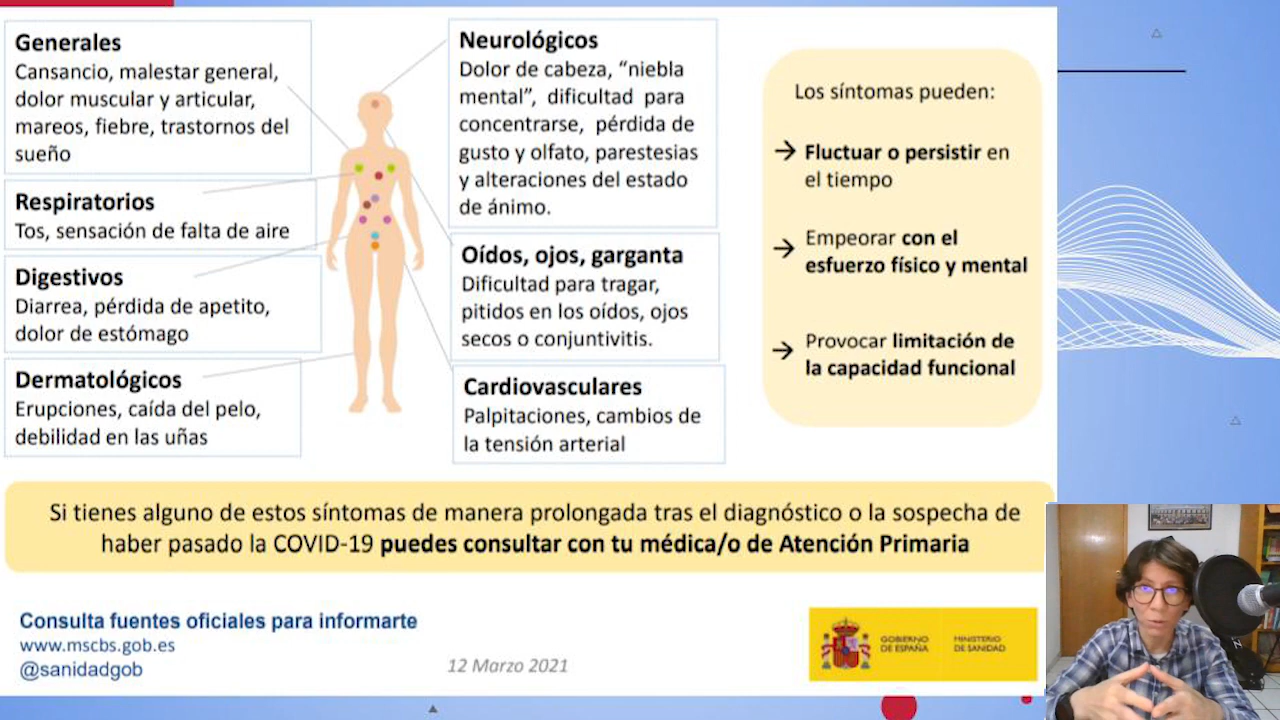 Generales
Cansancio, malestar general,
dolor muscular y articular,
mareos, fiebre, trastornos del
sueño
Respiratorios
Tos, sensación de falta de aire
Digestivos
Diarrea, pérdida de apetito,
dolor de estómago
Dermatológicos
Erupciones, caída del pelo,
debilidad en las uñas
Neurológicos
Dolor de cabeza, “niebla
mental”, dificultad para
concentrarse, pérdida de
gusto y olfato, parestesias
y alteraciones del estado
de ánimo.
Oídos, ojos, garganta
Dificultad para tragar,
pitidos en los oídos, ojos
secos o conjuntivitis.
Cardiovasculares
Palpitaciones, cambios de
la tensión arterial
Los síntomas pueden:
→ Fluctuar o persistir en
el tiempo
→ Empeorar con el
esfuerzo físico y mental
→ Provocar limitación de
la capacidad funcional
Si tienes alguno de estos síntomas de manera prolongada tras el diagnóstico o la sospecha de
haber pasado la COVID-19 puedes consultar con tu médica/o de Atención Primaria
Consulta fuentes oficiales para informarte
www.mscbs.gob.es
@sanidadgob
12 Marzo 2021
GOBIERNO
DE ESPAÑA
MINISTERIO
DE SANIDAD